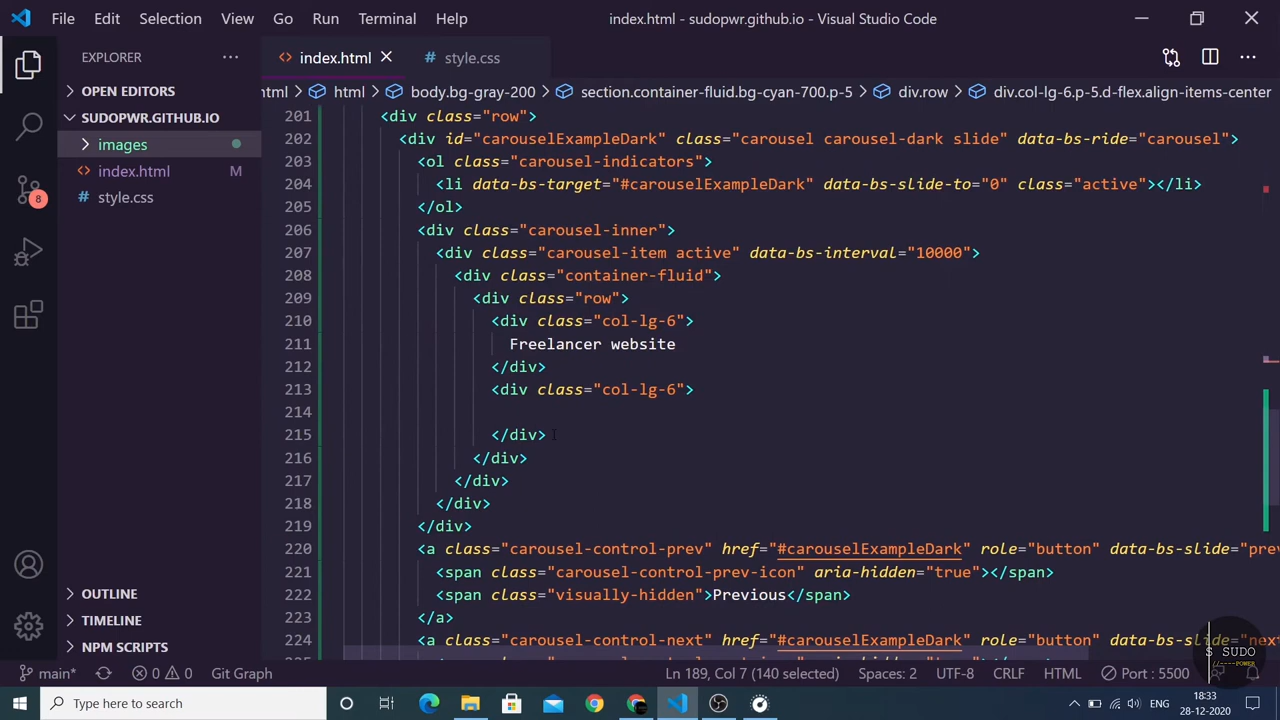 File Edit Selection View Go Run Terminal Help index.html - sudopwr.github.io - Visual Studio Code
EXPLORER
index.html
style.css
html html body.bg-gray-200 section.container-fluid.bg-cyan-700.p-5 div.row div.col-lg-6.p-5.d-flex.align-items-center
OPEN EDITORS
SUDOPWR.GITHUB.IO
images
index.html M
style.css
8
201 <div class="row">
202 <div id="carouselExampleDark" class="carousel carousel-dark slide" data-bs-ride="carousel">
203 <ol class="carousel-indicators">
204 <li data-bs-target="#carouselExampleDark" data-bs-slide-to="0" class="active"></li>
205 </ol>
206 <div class="carousel-inner">
207 <div class="carousel-item active" data-bs-interval="10000">
208 <div class="container-fluid">
209 <div class="row">
210 <div class="col-lg-6">
211 Freelancer website
212 </div>
213 <div class="col-lg-6">
214
215 </div>
216 </div>
217 </div>
218 </div>
219 </div>
220 <a class="carousel-control-prev" href="#carouselExampleDark" role="button" data-bs-slide="prev
221 <span class="carousel-control-prev-icon" aria-hidden="true"></span>
222 <span class="visually-hidden">Previous</span>
223 </a>
224 <a class="carousel-control-next" href="#carouselExampleDark" role="button" data-bs-slide="next
OUTLINE
TIMELINE
NPM SCRIPTS
S SUDO
//----POWER
main* 0 0 Git Graph Ln 189, Col 7 (140 selected) Spaces: 2 UTF-8 CRLF HTML Port : 5500
Type here to search
18:33
28-12-2020